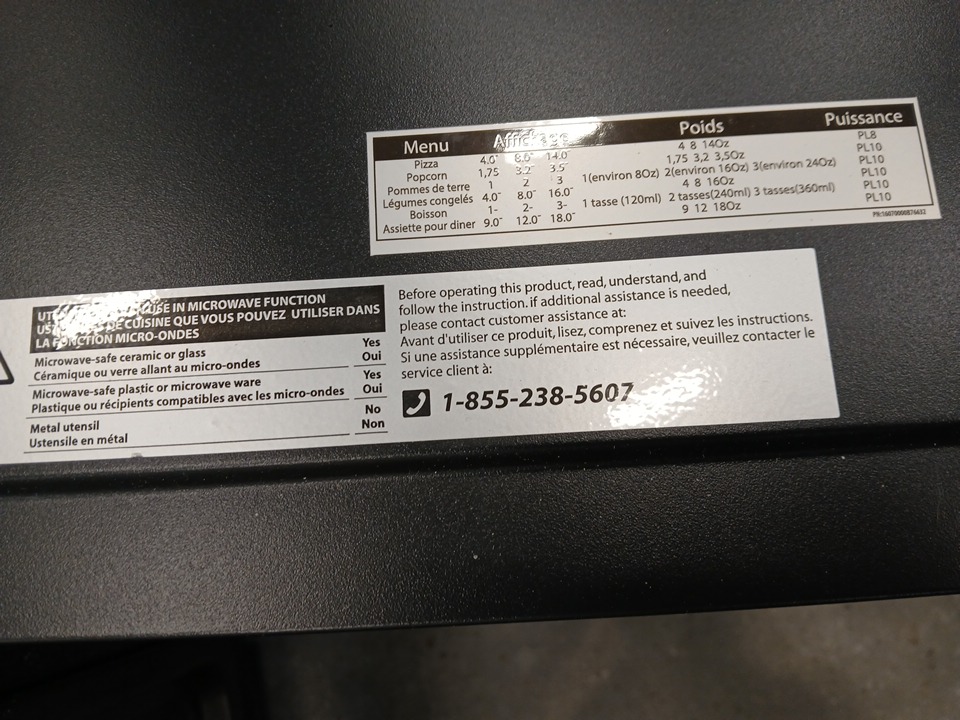 Menu Affichage Poids Puissance
Pizza 4.0" 8.0" 14.0" 4 8 14Oz PL8
Popcorn 1,75 3.2" 3.5" 1,75 3,2 3,5Oz PL10
Pommes de terre 1 2 3 1(environ 8Oz) 2(environ 16Oz) 3(environ 24Oz) PL10
Légumes congelés 4.0" 8.0" 16.0" 4 8 16Oz PL10
Boisson 1- 2- 3- 1 tasse (120ml) 2 tasses(240ml) 3 tasses(360ml) PL10
Assiette pour diner 9.0" 12.0" 18.0" 9 12 18Oz PL10
PN:16070000B76632
USE IN MICROWAVE FUNCTION
DE CUISINE QUE VOUS POUVEZ UTILISER DANS
LA FONCTION MICRO-ONDES
Microwave-safe ceramic or glass Yes
Céramique ou verre allant au micro-ondes Oui
Microwave-safe plastic or microwave ware Yes
Plastique ou récipients compatibles avec les micro-ondes Oui
Metal utensil No
Ustensile en métal Non
Before operating this product, read, understand, and
follow the instruction.if additional assistance is needed,
please contact customer assistance at:
Avant d'utiliser ce produit, lisez, comprenez et suivez les instructions.
Si une assistance supplémentaire est nécessaire, veuillez contacter le
service client à:
1-855-238-5607